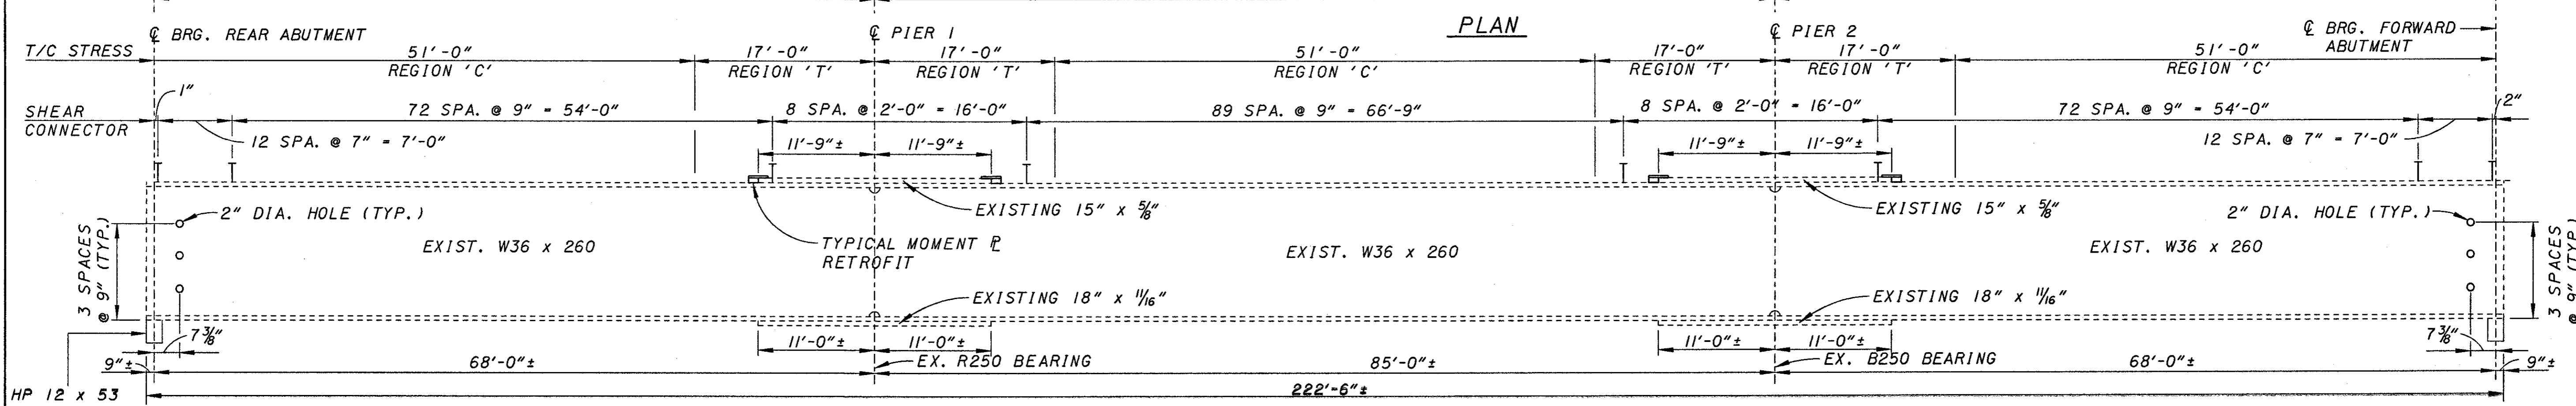 PLAN
℄ BRG. REAR ABUTMENT
℄ PIER 1
℄ PIER 2
℄ BRG. FORWARD
ABUTMENT
T/C STRESS
51'-0"
17'-0"
17'-0"
51'-0"
17'-0"
17'-0"
51'-0"
REGION 'C'
REGION 'T'
REGION 'T'
REGION 'C'
REGION 'T'
REGION 'T'
REGION 'C'
1"
SHEAR
CONNECTOR
72 SPA. @ 9" = 54'-0"
8 SPA. @ 2'-0" = 16'-0"
89 SPA. @ 9" = 66'-9"
8 SPA. @ 2'-0" = 16'-0"
72 SPA. @ 9" = 54'-0"
2"
12 SPA. @ 7" = 7'-0"
11'-9"±
11'-9"±
11'-9"±
11'-9"±
12 SPA. @ 7" = 7'-0"
2" DIA. HOLE (TYP.)
EXISTING 15" x 5/8"
EXISTING 15" x 5/8"
2" DIA. HOLE (TYP.)
3 SPACES
@ 9" (TYP.)
EXIST. W36 x 260
TYPICAL MOMENT ℄
RETROFIT
EXIST. W36 x 260
EXIST. W36 x 260
3 SPACES
@ 9" (TYP.)
EXISTING 18" x 11/16"
EXISTING 18" x 11/16"
7 3/8"
11'-0"±
11'-0"±
11'-0"±
11'-0"±
7 3/8"
9"±
68'-0"±
EX. R250 BEARING
85'-0"±
EX. B250 BEARING
68'-0"±
9"±
HP 12 x 53
222'-6"±